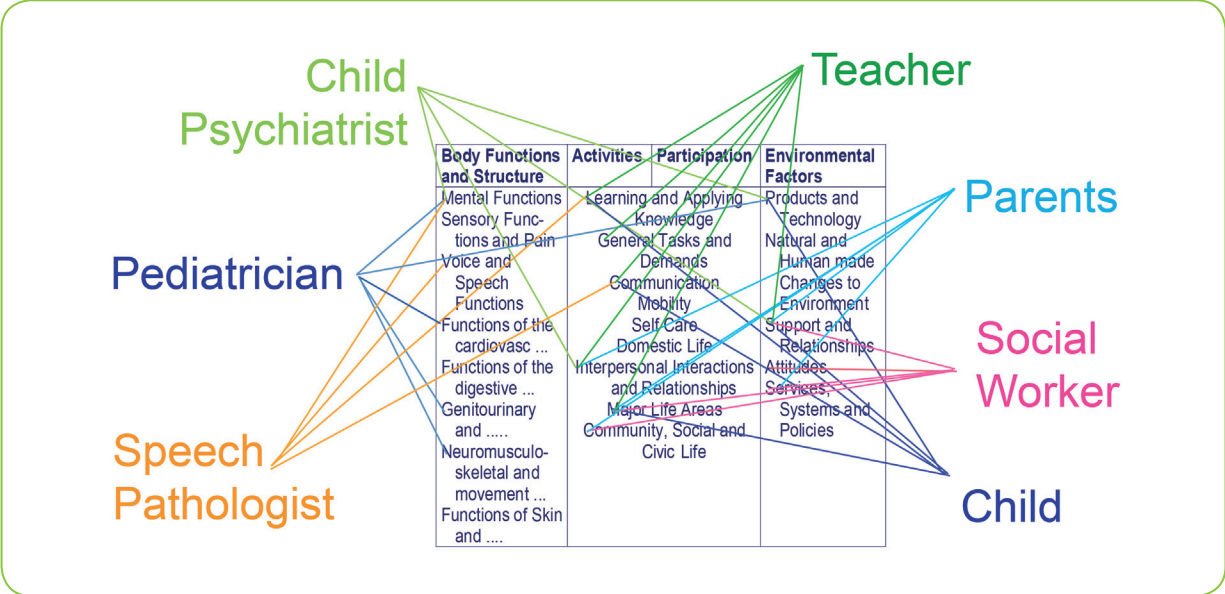 Child
Psychiatrist
Teacher
Parents
Pediatrician
Social
Worker
Speech
Pathologist
Child
Body Functions
and Structure
Activities
Participation
Environmental
Factors
Mental Functions
Sensory Func-
tions and Pain
Voice and
Speech
Functions
Functions of the
cardiovasc ...
Functions of the
digestive ...
Genitourinary
and .....
Neuromusculo-
skeletal and
movement ...
Functions of Skin
and ....
Learning and Applying
Knowledge
General Tasks and
Demands
Communication
Mobility
Self Care
Domestic Life
Interpersonal Interactions
and Relationships
Major Life Areas
Community, Social and
Civic Life
Products and
Technology
Natural and
Human made
Changes to
Environment
Support and
Relationships
Attitudes
Services,
Systems and
Policies